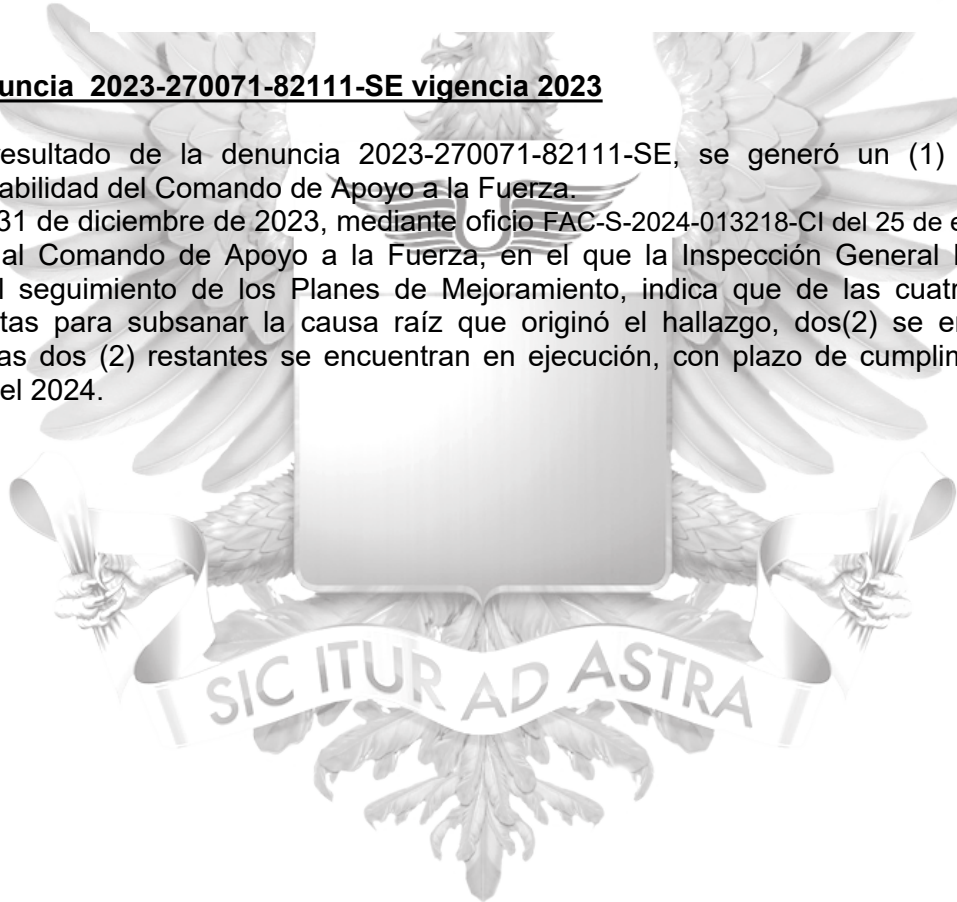 uncia 2023-270071-82111-SE vigencia 2023
resultado de la denuncia 2023-270071-82111-SE, se generó un (1)
abilidad del Comando de Apoyo a la Fuerza.
31 de diciembre de 2023, mediante oficio FAC-S-2024-013218-CI del 25 de e
al Comando de Apoyo a la Fuerza, en el que la Inspección General
l seguimiento de los Planes de Mejoramiento, indica que de las cuatr
tas para subsanar la causa raíz que originó el hallazgo, dos(2) se en
as dos (2) restantes se encuentran en ejecución, con plazo de cumplim
el 2024.
SIC ITUR AD ASTRA